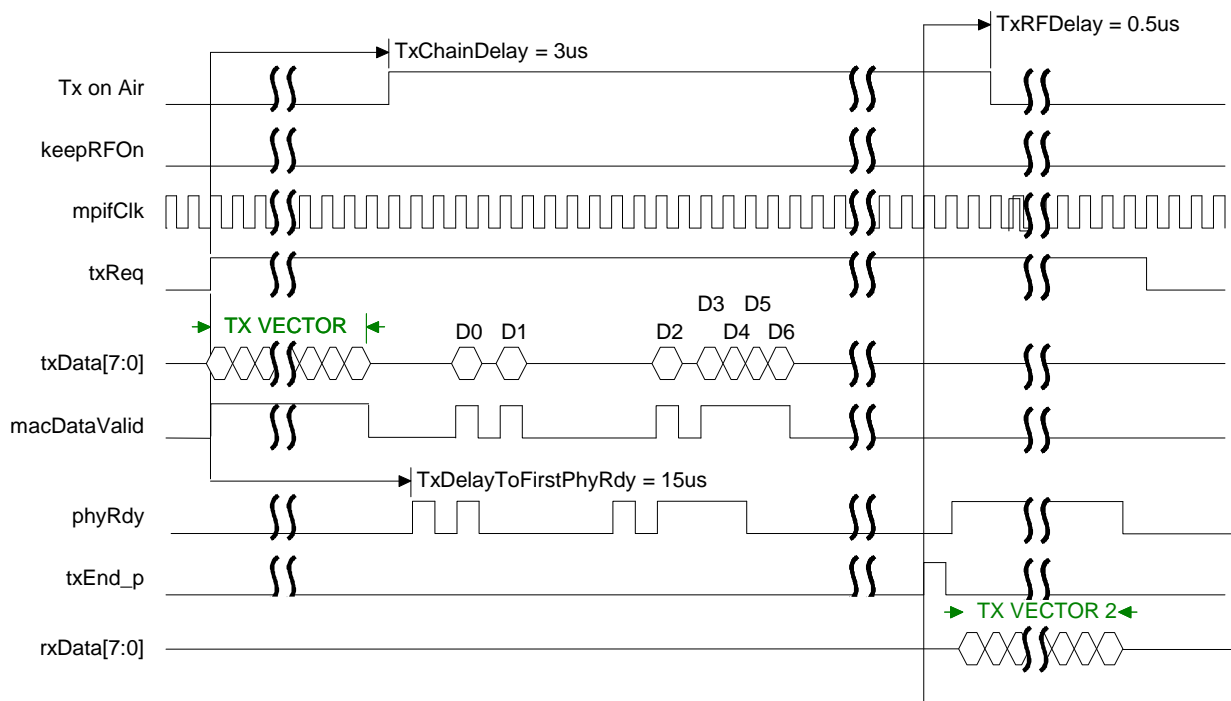 TxRFDelay = 0.5us
TxChainDelay = 3us
Tx on Air
keepRFOn
mpifClk
txReq
D3 D5
TX VECTOR D0 D1 D2 D4 D6
txData[7:0]
macDataValid
TxDelayToFirstPhyRdy = 15us
phyRdy
txEnd_p
TX VECTOR 2
rxData[7:0]